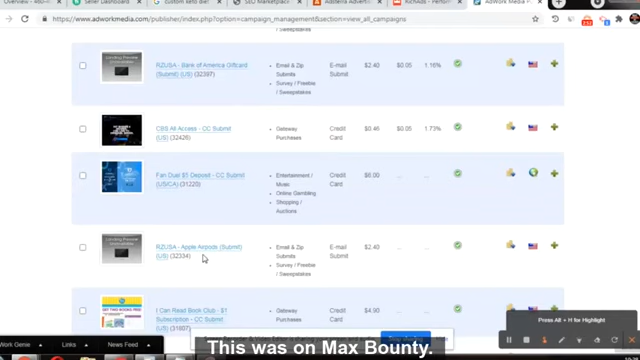 Seller Dashboard
custom keto diet
SEO Marketplace
AdWork Media P
https://www.adworkmedia.com/publisher/index.php?option=campaign_management&section=view_all_campaigns
Sweepstakes
RZUSA - Bank of America Giftcard
(Submit) (US) (32397)
Email & Zip
Submits
Survey / Freebie
/ Sweepstakes
E-mail
Submit
$2.40
$0.05
1.16%
CBS All Access - CC Submit
(US) (32426)
Gateway
Purchases
Credit
Card
$0.46
$0.05
1.73%
Fan Dual $5 Deposit - CC Submit
(US/CA) (31220)
Entertainment /
Music
Online Gambling
Shopping /
Auctions
Credit
Card
$6.00
RZUSA - Apple Airpods (Submit)
(US) (32334)
Email & Zip
Submits
Survey / Freebie
/ Sweepstakes
E-mail
Submit
$2.40
I Can Read Book Club - $1
Subscription - CC Submit
(US) (31807)
Gateway
Purchases
Credit
Card
$4.90
Press Alt + H for Highlight
Work Genie
Links
News Feed
This was on Max Bounty.